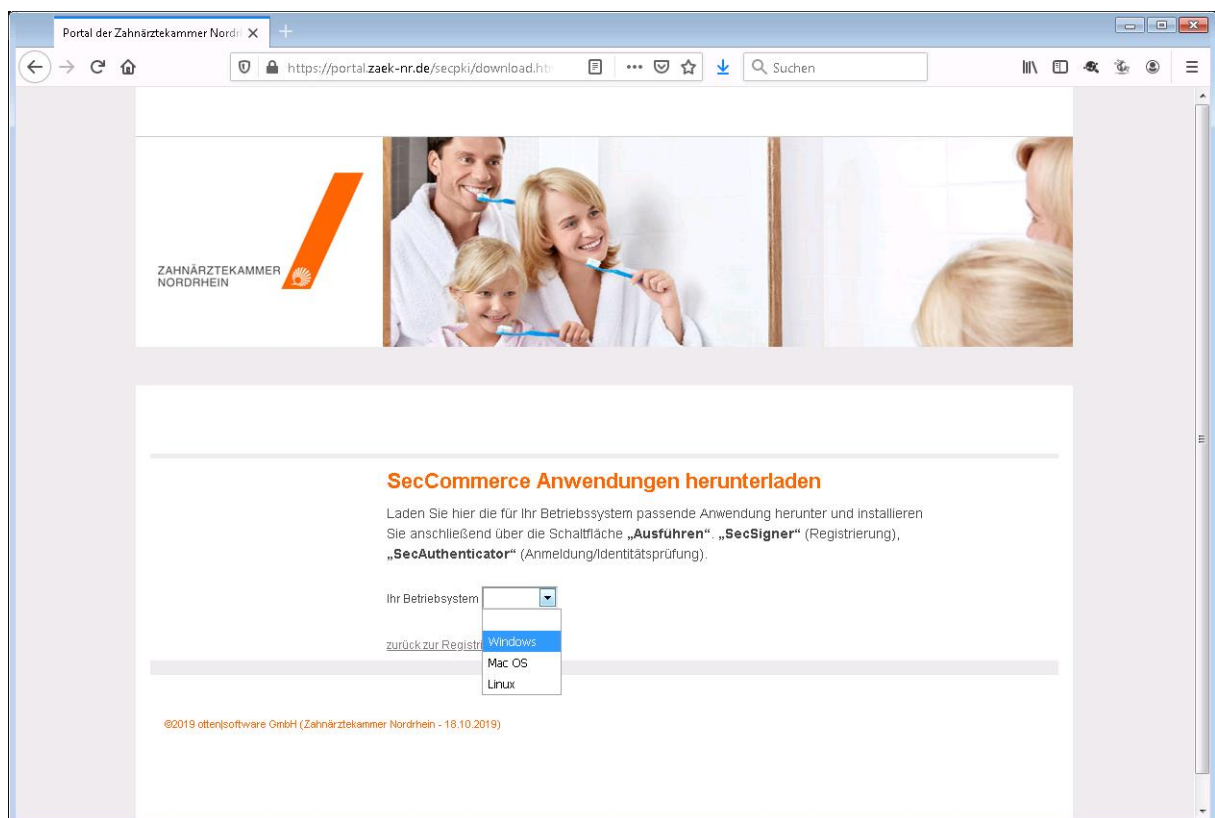 Portal der Zahnärztekammer Nordr
https://portal.zaek-nr.de/secpki/download.ht
Suchen
ZAHNÄRZTEKAMMER
NORDRHEIN
SecCommerce Anwendungen herunterladen
Laden Sie hier die für Ihr Betriebssystem passende Anwendung herunter und installieren
Sie anschließend über die Schaltfläche „Ausführen“. „SecSigner“ (Registrierung),
„SecAuthenticator“ (Anmeldung/Identitätsprüfung).
Ihr Betriebsystem
zurück zur Registri
Windows
Mac OS
Linux
©2019 otten|software GmbH (Zahnärztekammer Nordrhein - 18.10.2019)